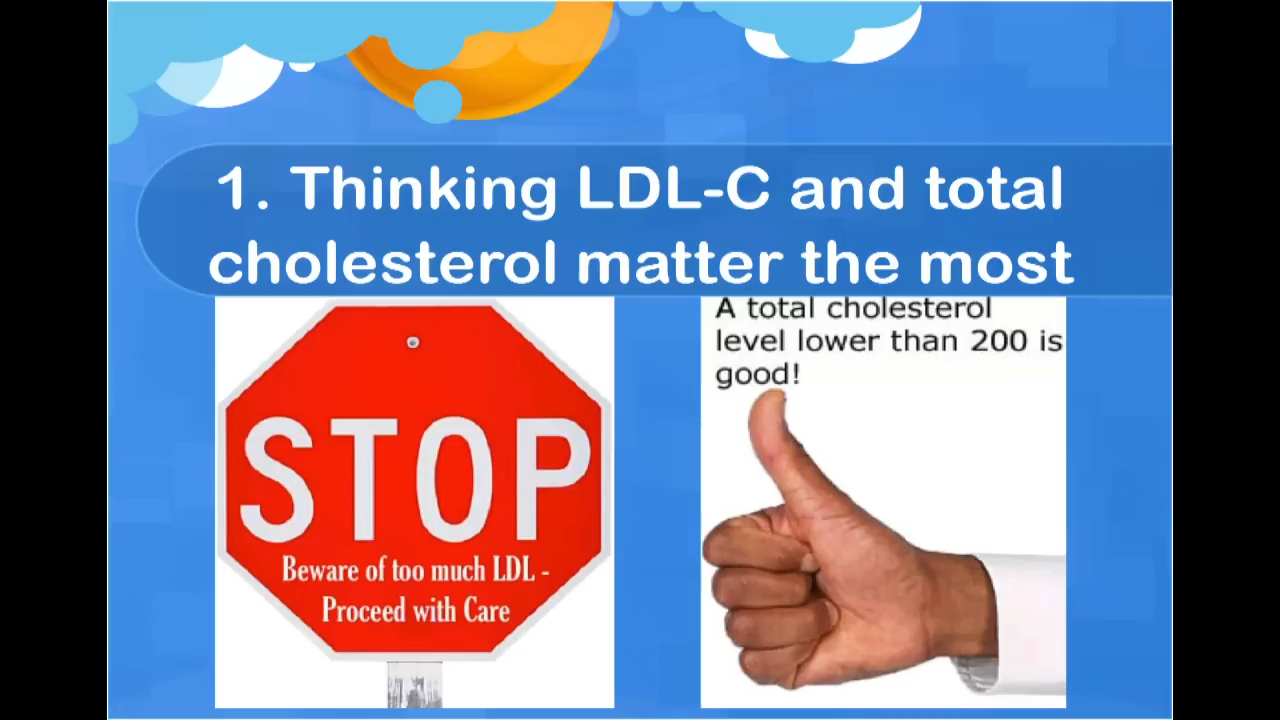 1. Thinking LDL-C and total
cholesterol matter the most
STOP
Beware of too much LDL -
Proceed with Care
A total cholesterol
level lower than 200 is
good!